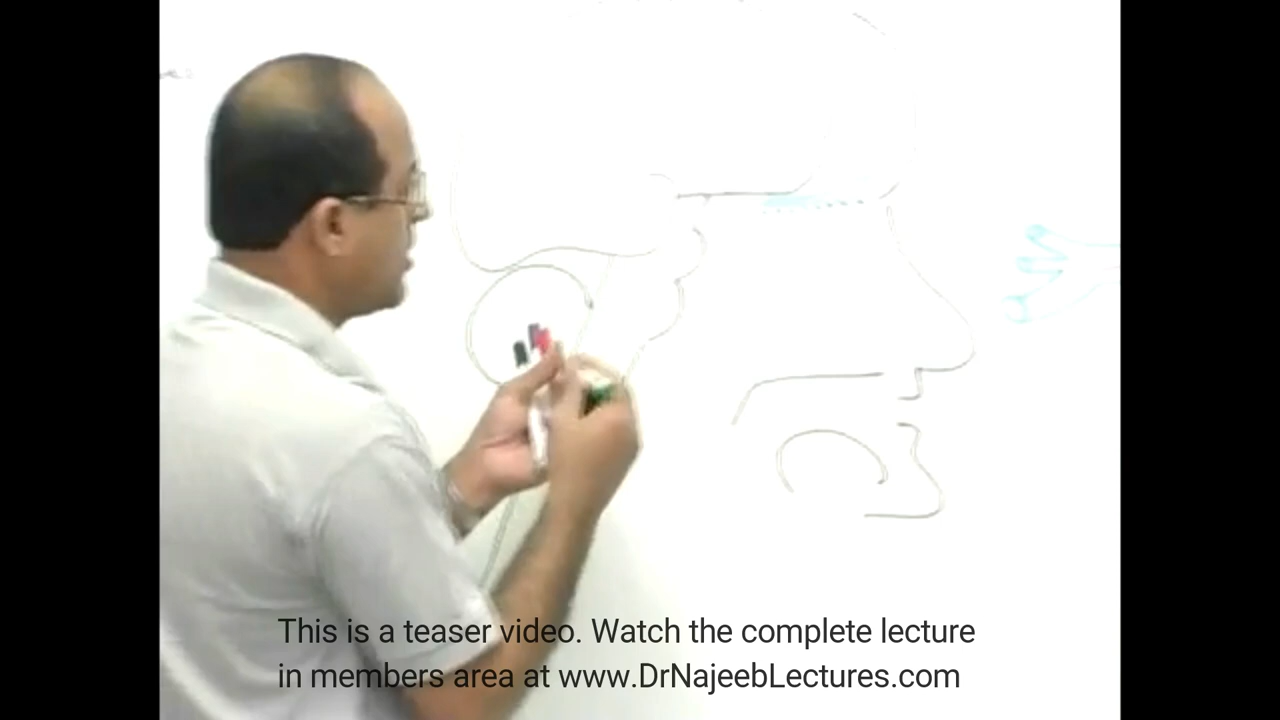 This is a teaser video. Watch the complete lecture
in members area at www.DrNajeebLectures.com